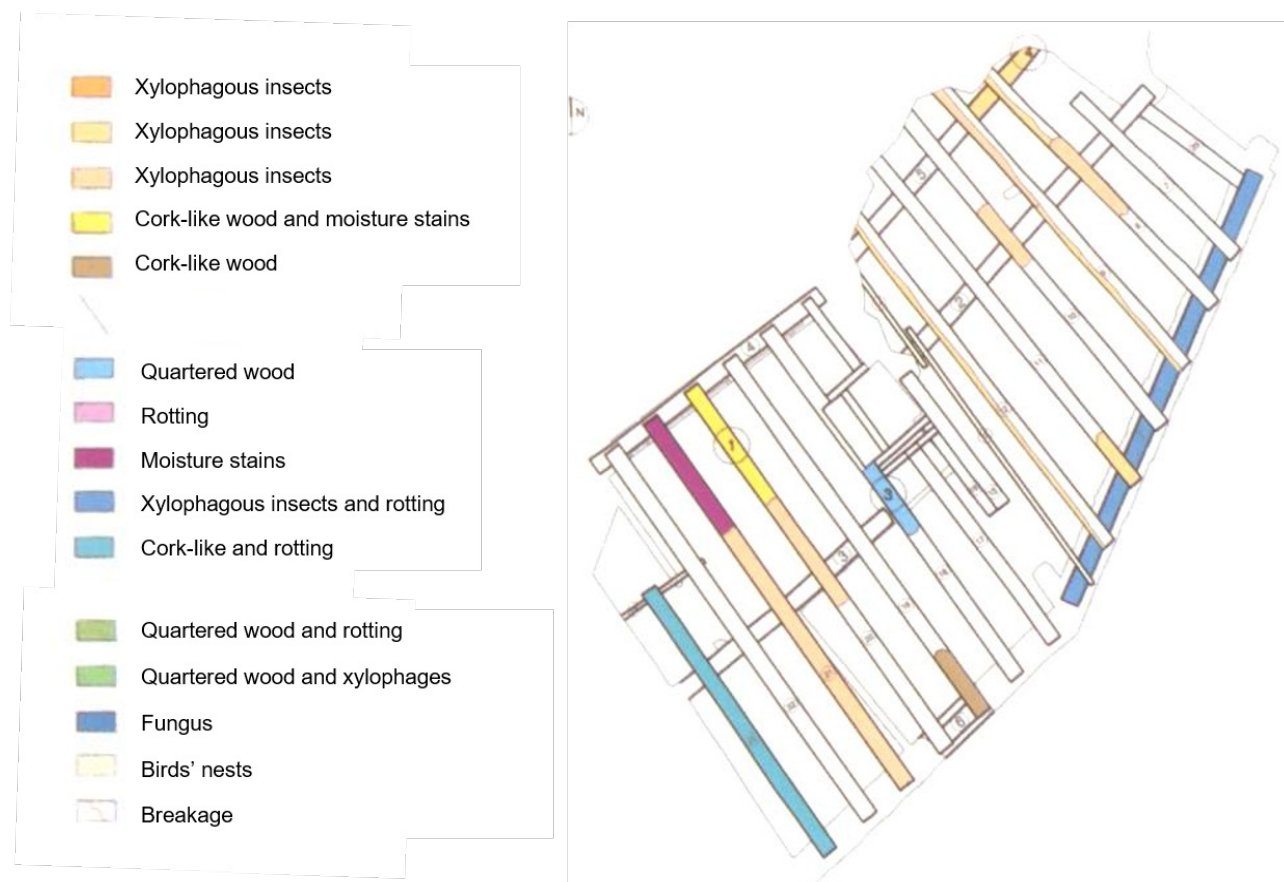 Xylophagous insects
Xylophagous insects
Xylophagous insects
Cork-like wood and moisture stains
Cork-like wood
Quartered wood
Rotting
Moisture stains
Xylophagous insects and rotting
Cork-like and rotting
Quartered wood and rotting
Quartered wood and xylophages
Fungus
Birds’ nests
Breakage
N
5
2
4
1
3
3
6